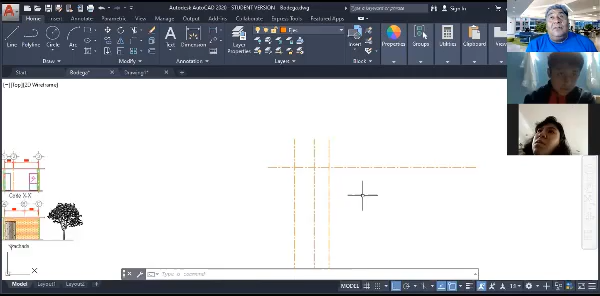 Autodesk AutoCAD 2020 - STUDENT VERSION Bodega.dwg
Type a keyword or phrase
Home Insert Annotate Parametric View Manage Output Add-ins Collaborate Express Tools Featured Apps
Line Polyline Circle Arc Text Dimension Layer Properties Insert Properties Groups Utilities Clipboard View
Draw Modify Annotation Layers Block
Start Bodega* Drawing1*
[-][Top][2D Wireframe]
Corte X-X
Fachada
Y
X
Type a command
Model Layout1 Layout2 MODEL 1:1